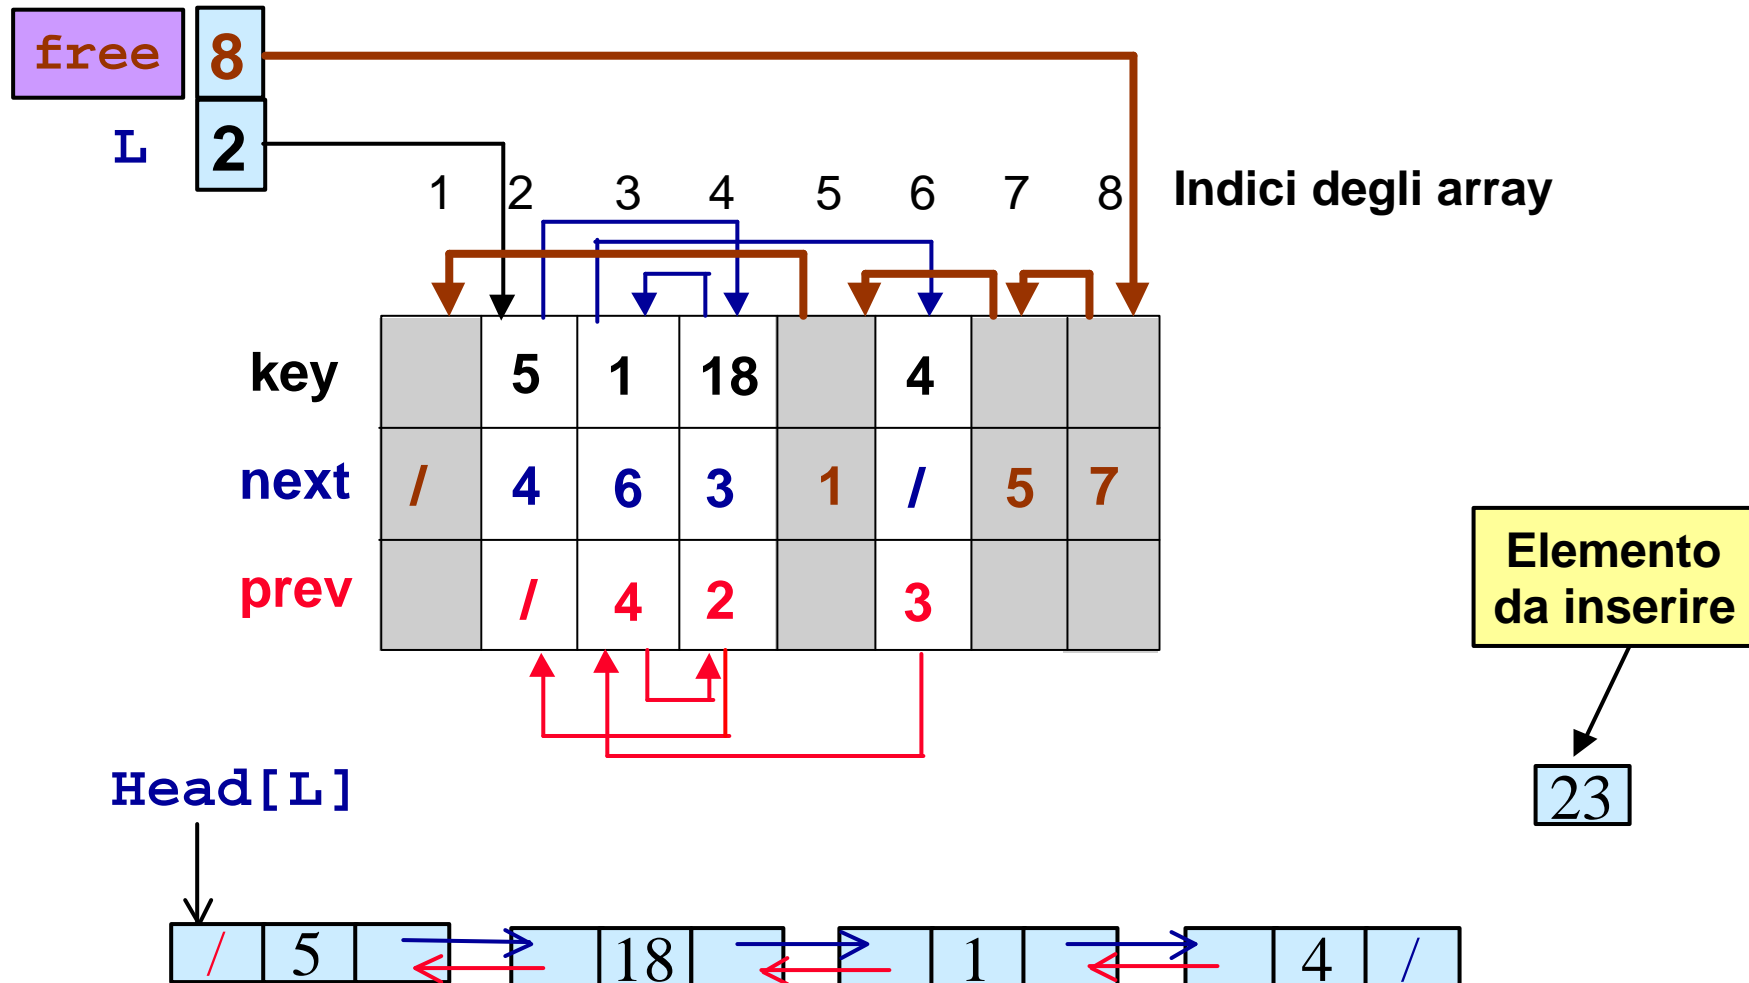 free 8
L 2
1 2 3 4 5 6 7 8 Indici degli array
key 5 1 18 4
next / 4 6 3 1 / 5 7
prev / 4 2 3
Elemento
da inserire
23
Head[L]
/ 5 18 1 4 /